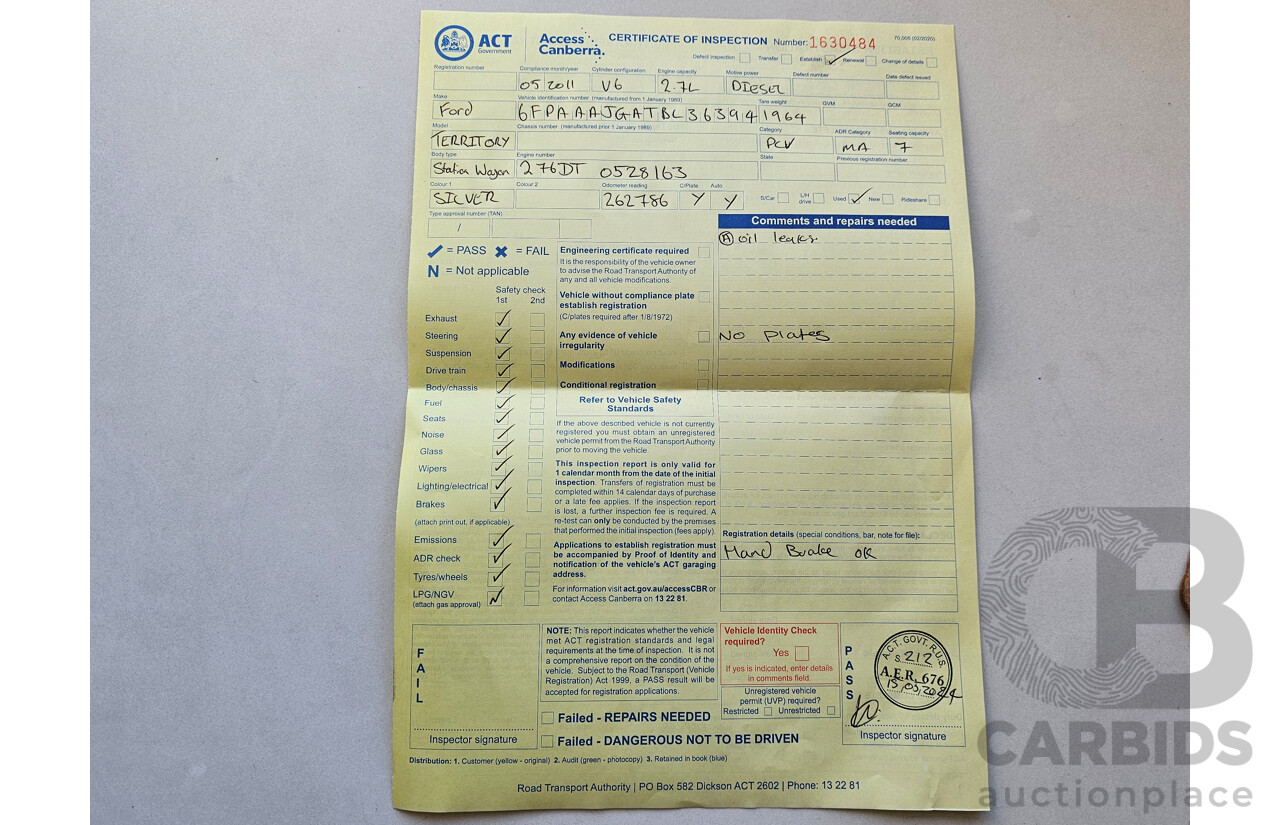 ACT Government
Access Canberra.
CERTIFICATE OF INSPECTION Number: 1630484
70.008 (02/2020)
Defect inspection Transfer Establish Renewal Change of details
Registration number Compliance month/year Cylinder configuration Engine capacity Motive power Defect number Date defect issued
05 2011 V6 2.7L DIESEL
Make Vehicle identification number (manufactured from 1 January 1989) Tare weight GVM GCM
Ford 6FPAAAJGATBL36394 1964
Model Chassis number (manufactured prior 1 January 1989) Category ADR Category Seating capacity
TERRITORY PCV MA 7
Body type Engine number State Previous registration number
Station Wagon 276DT 0528163
Colour 1 Colour 2 Odometer reading C/Plate Auto
SILVER 262786 Y Y
S/Car L/H drive Used New Rideshare
Type approval number (TAN)
/
Comments and repairs needed
Ⓐ oil leaks.
No plates
✓ = PASS ✖ = FAIL
N = Not applicable
Safety check
1st 2nd
Exhaust ✓
Steering ✓
Suspension ✓
Drive train ✓
Body/chassis ✓
Fuel ✓
Seats ✓
Noise ✓
Glass ✓
Wipers ✓
Lighting/electrical ✓
Brakes ✓
(attach print out, if applicable)
Emissions ✓
ADR check ✓
Tyres/wheels ✓
LPG/NGV N
(attach gas approval)
Engineering certificate required
It is the responsibility of the vehicle owner
to advise the Road Transport Authority of
any and all vehicle modifications.
Vehicle without compliance plate
establish registration
(C/plates required after 1/8/1972)
Any evidence of vehicle
irregularity
Modifications
Conditional registration
Refer to Vehicle Safety
Standards
If the above described vehicle is not currently
registered you must obtain an unregistered
vehicle permit from the Road Transport Authority
prior to moving the vehicle
This inspection report is only valid for
1 calendar month from the date of the initial
inspection. Transfers of registration must be
completed within 14 calendar days of purchase
or a late fee applies. If the inspection report
is lost, a further inspection fee is required. A
re-test can only be conducted by the premises
that performed the initial inspection (fees apply).
Applications to establish registration must
be accompanied by Proof of Identity and
notification of the vehicle's ACT garaging
address.
For information visit act.gov.au/accessCBR or
contact Access Canberra on 13 22 81.
Registration details (special conditions, bar, note for file):
Hand Brake OK
FAIL
Inspector signature
NOTE: This report indicates whether the vehicle
met ACT registration standards and legal
requirements at the time of inspection. It is not
a comprehensive report on the condition of the
vehicle. Subject to the Road Transport (Vehicle
Registration) Act 1999, a PASS result will be
accepted for registration applications.
Failed - REPAIRS NEEDED
Failed - DANGEROUS NOT TO BE DRIVEN
Vehicle Identity Check
required?
Yes
If yes is indicated, enter details
in comments field.
Unregistered vehicle
permit (UVP) required?
Restricted Unrestricted
PASS
A.C.T. GOVT. R.U.S.
S 212
A.E.R. 676
Inspector signature
Distribution: 1. Customer (yellow - original) 2. Audit (green - photocopy) 3. Retained in book (blue)
Road Transport Authority | PO Box 582 Dickson ACT 2602 | Phone: 13 22 81
CARBIDS
auctionplace